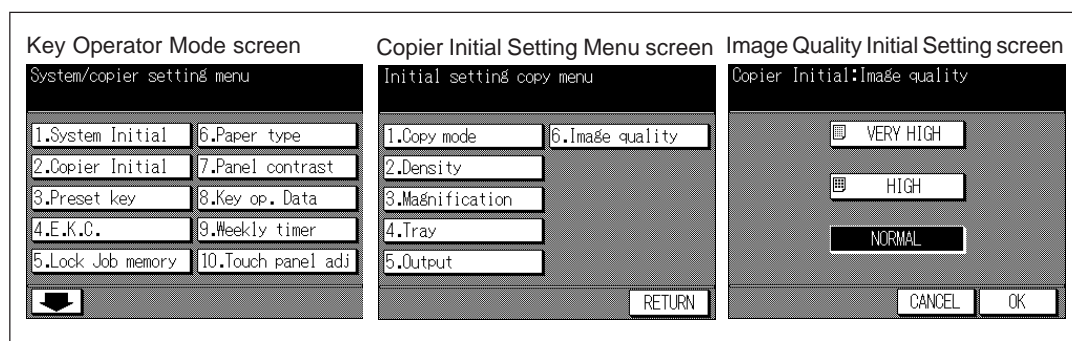 Key Operator Mode screen
System/copier setting menu
1.System Initial
6.Paper type
2.Copier Initial
7.Panel contrast
3.Preset key
8.Key op. Data
4.E.K.C.
9.Weekly timer
5.Lock Job memory
10.Touch panel adj
Copier Initial Setting Menu screen
Initial setting copy menu
1.Copy mode
6.Image quality
2.Density
3.Magnification
4.Tray
5.Output
RETURN
Image Quality Initial Setting screen
Copier Initial:Image quality
VERY HIGH
HIGH
NORMAL
CANCEL
OK